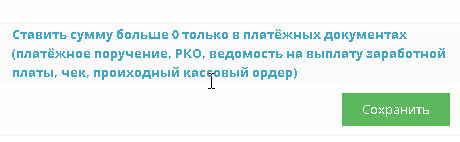 Ставить сумму больше 0 только в платёжных документах
(платёжное поручение, РКО, ведомость на выплату заработной
платы, чек, проиходный кассовый ордер)
Сохранить